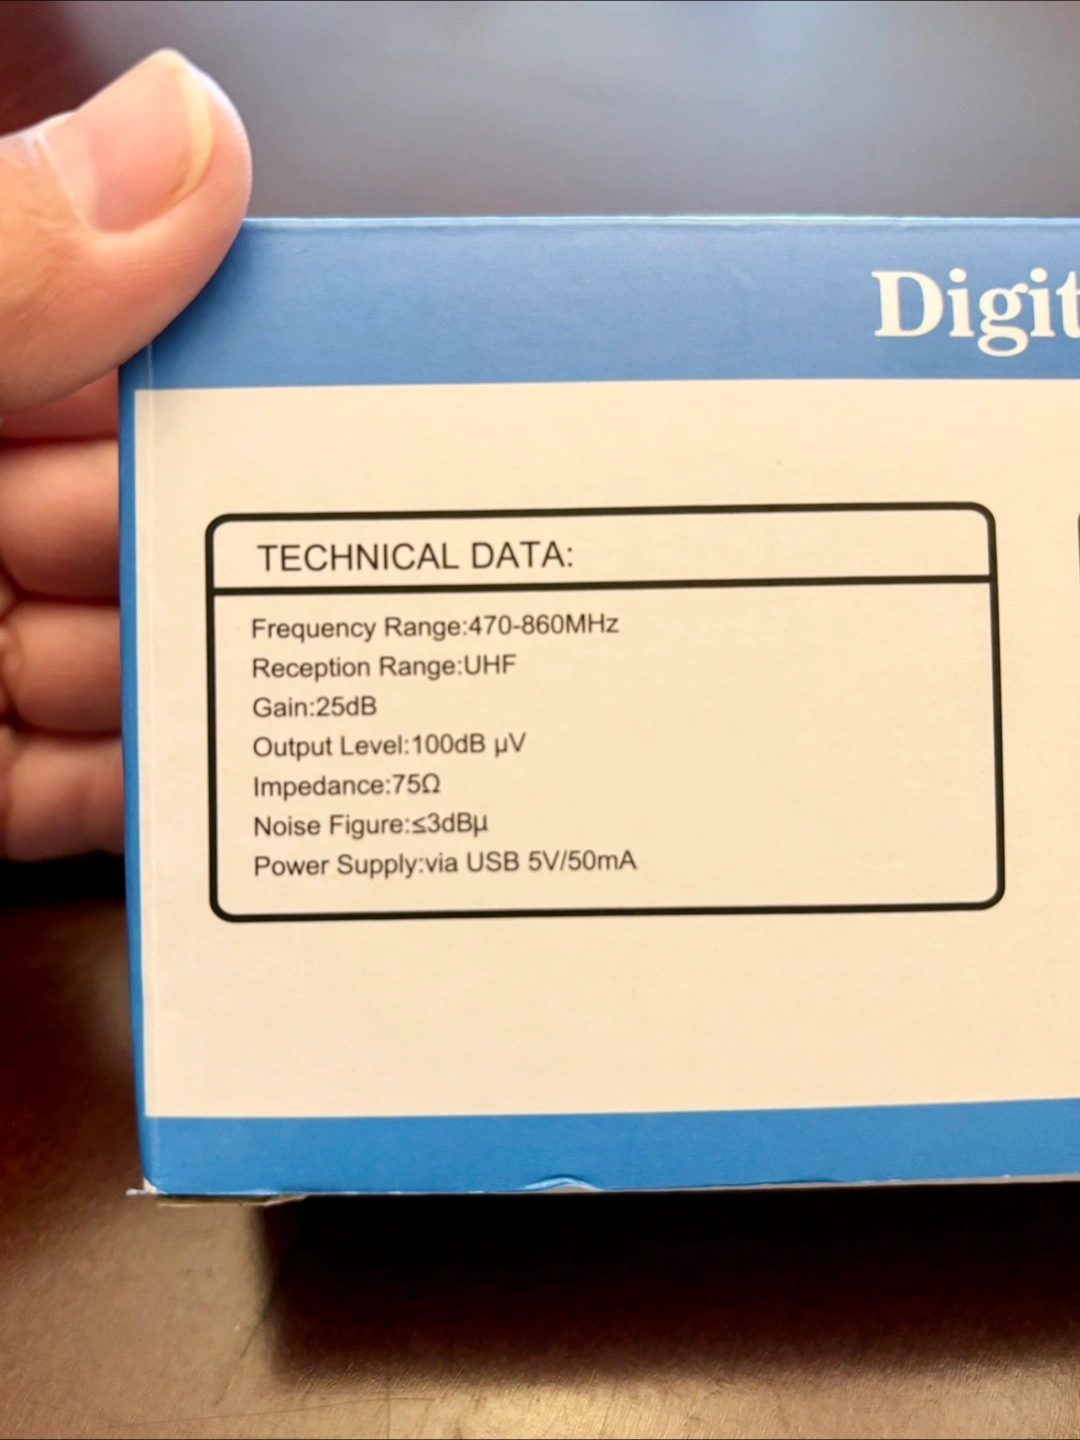 Digit
TECHNICAL DATA:
Frequency Range:470-860MHz
Reception Range:UHF
Gain:25dB
Output Level:100dB µV
Impedance:75Ω
Noise Figure:≤3dBµ
Power Supply:via USB 5V/50mA